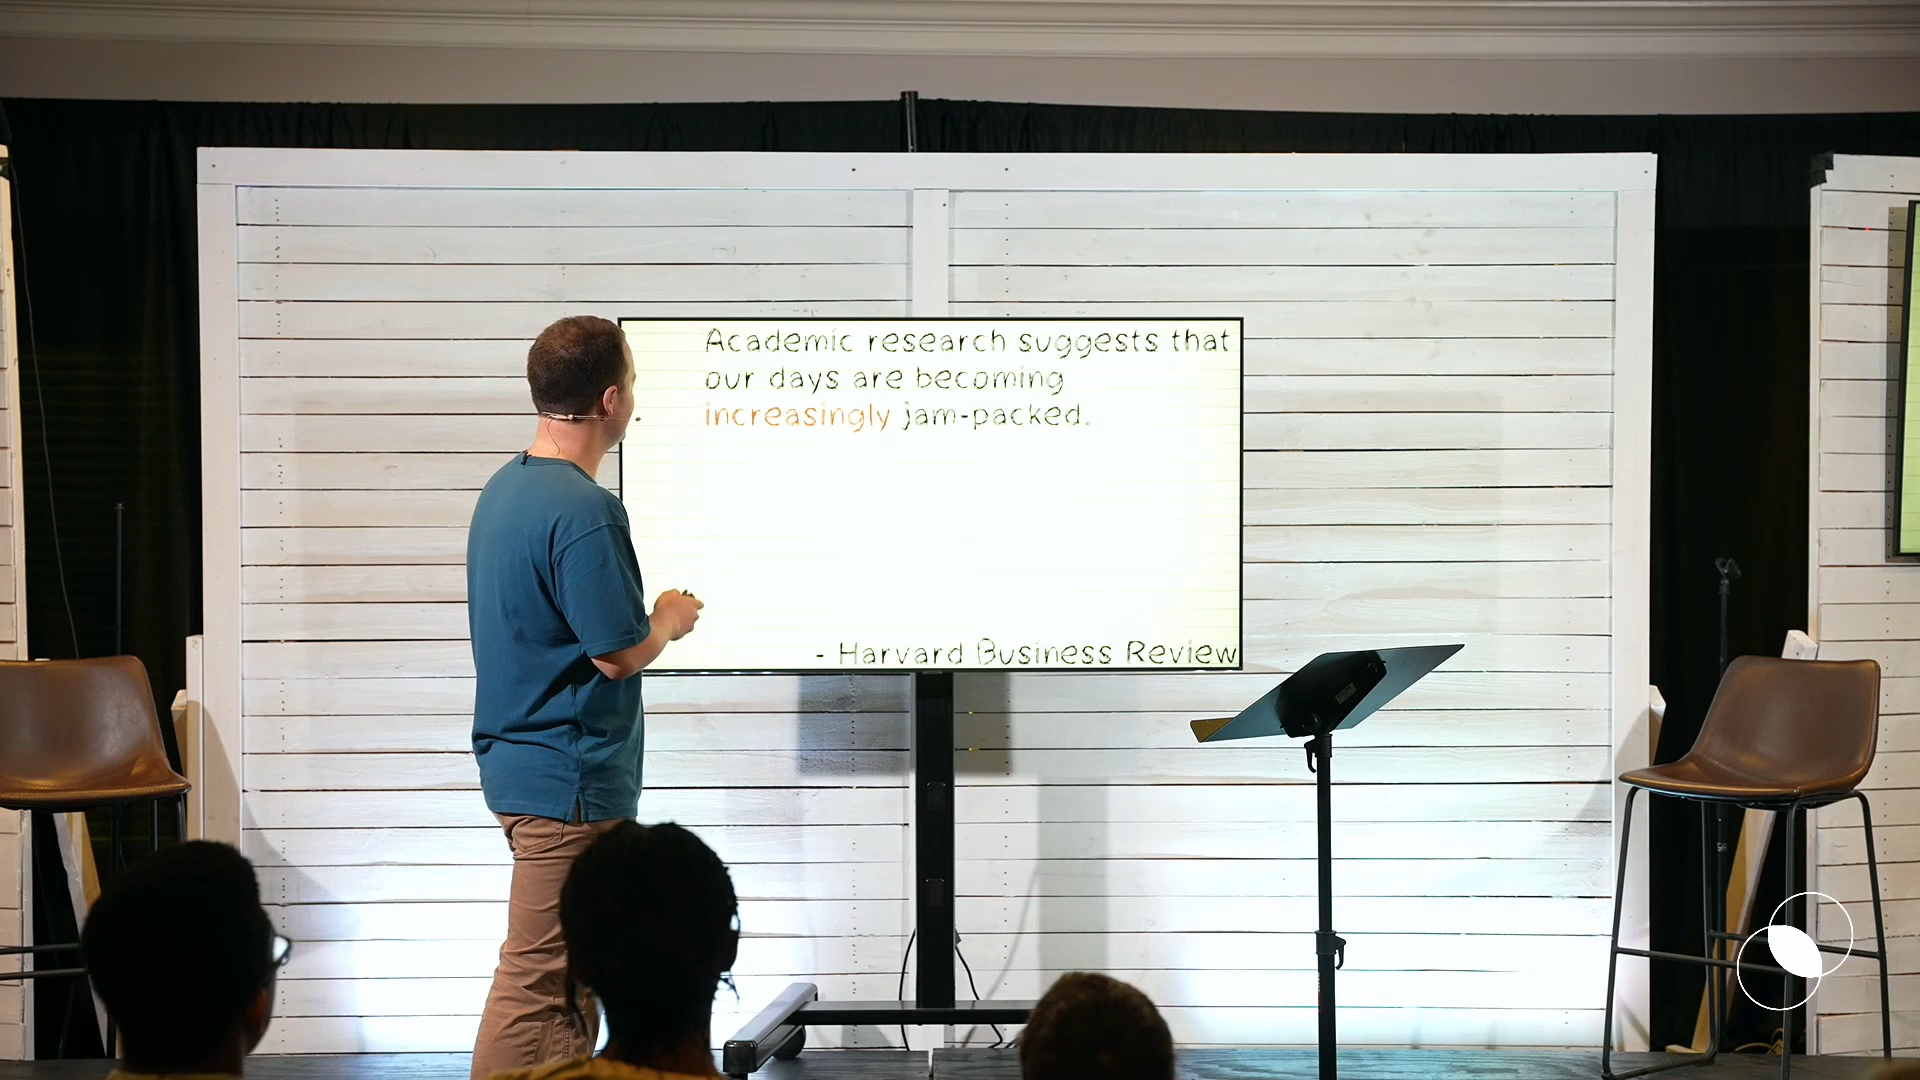 Academic research suggests that
our days are becoming
increasingly jam-packed.
- Harvard Business Review